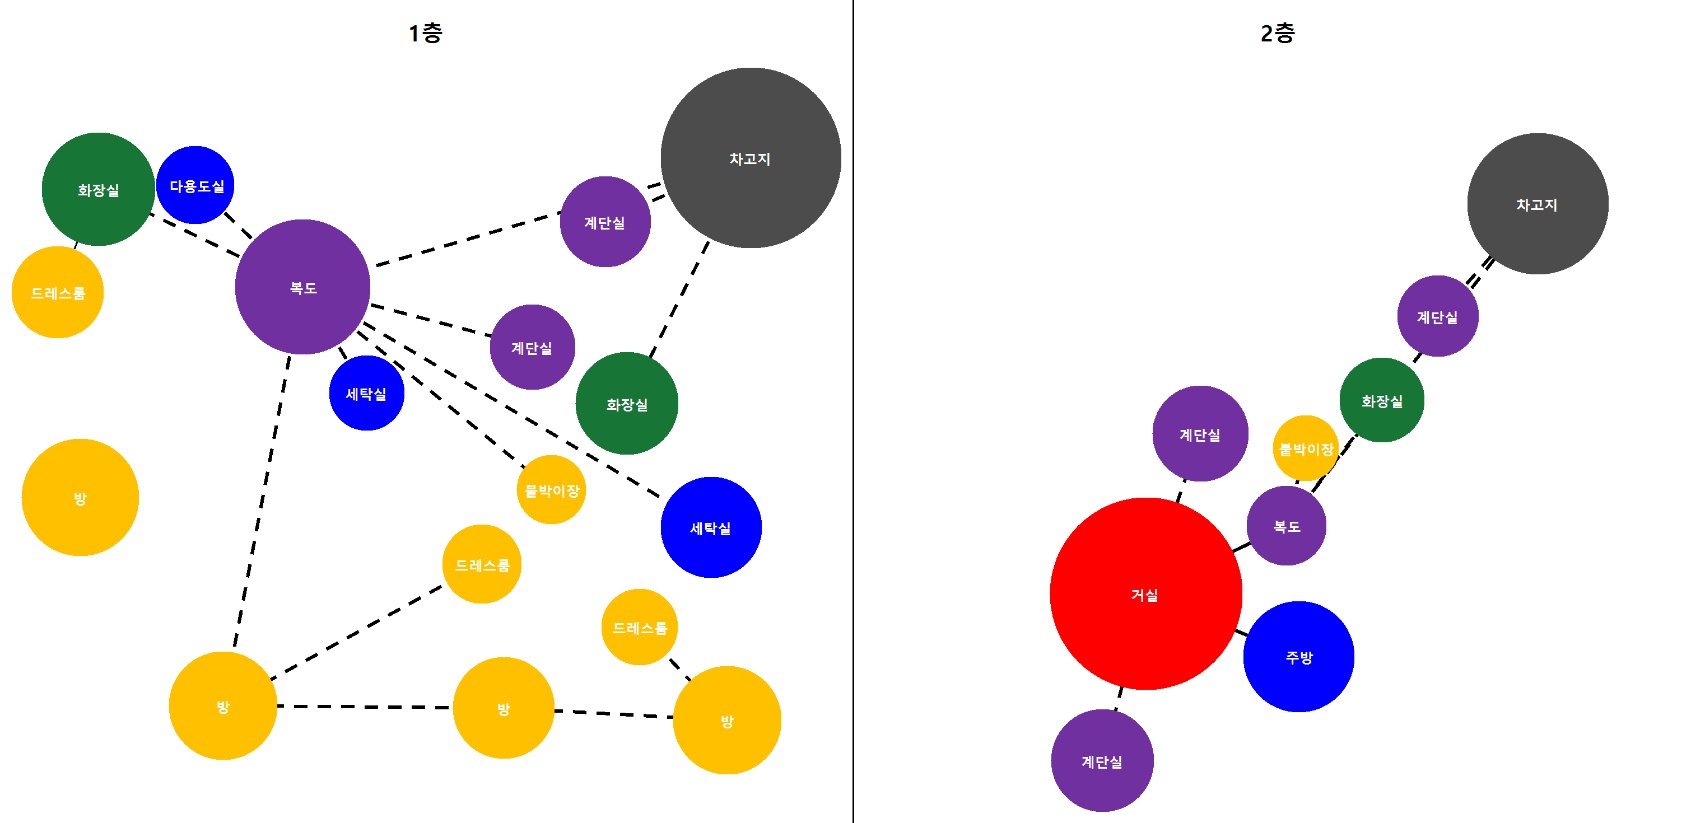 1층
차고지
화장실
다용도실
계단실
복도
드레스룸
계단실
세탁실
화장실
방
붙박이장
세탁실
드레스룸
드레스룸
방
방
방
2층
차고지
계단실
화장실
계단실
붙박이장
복도
거실
주방
계단실